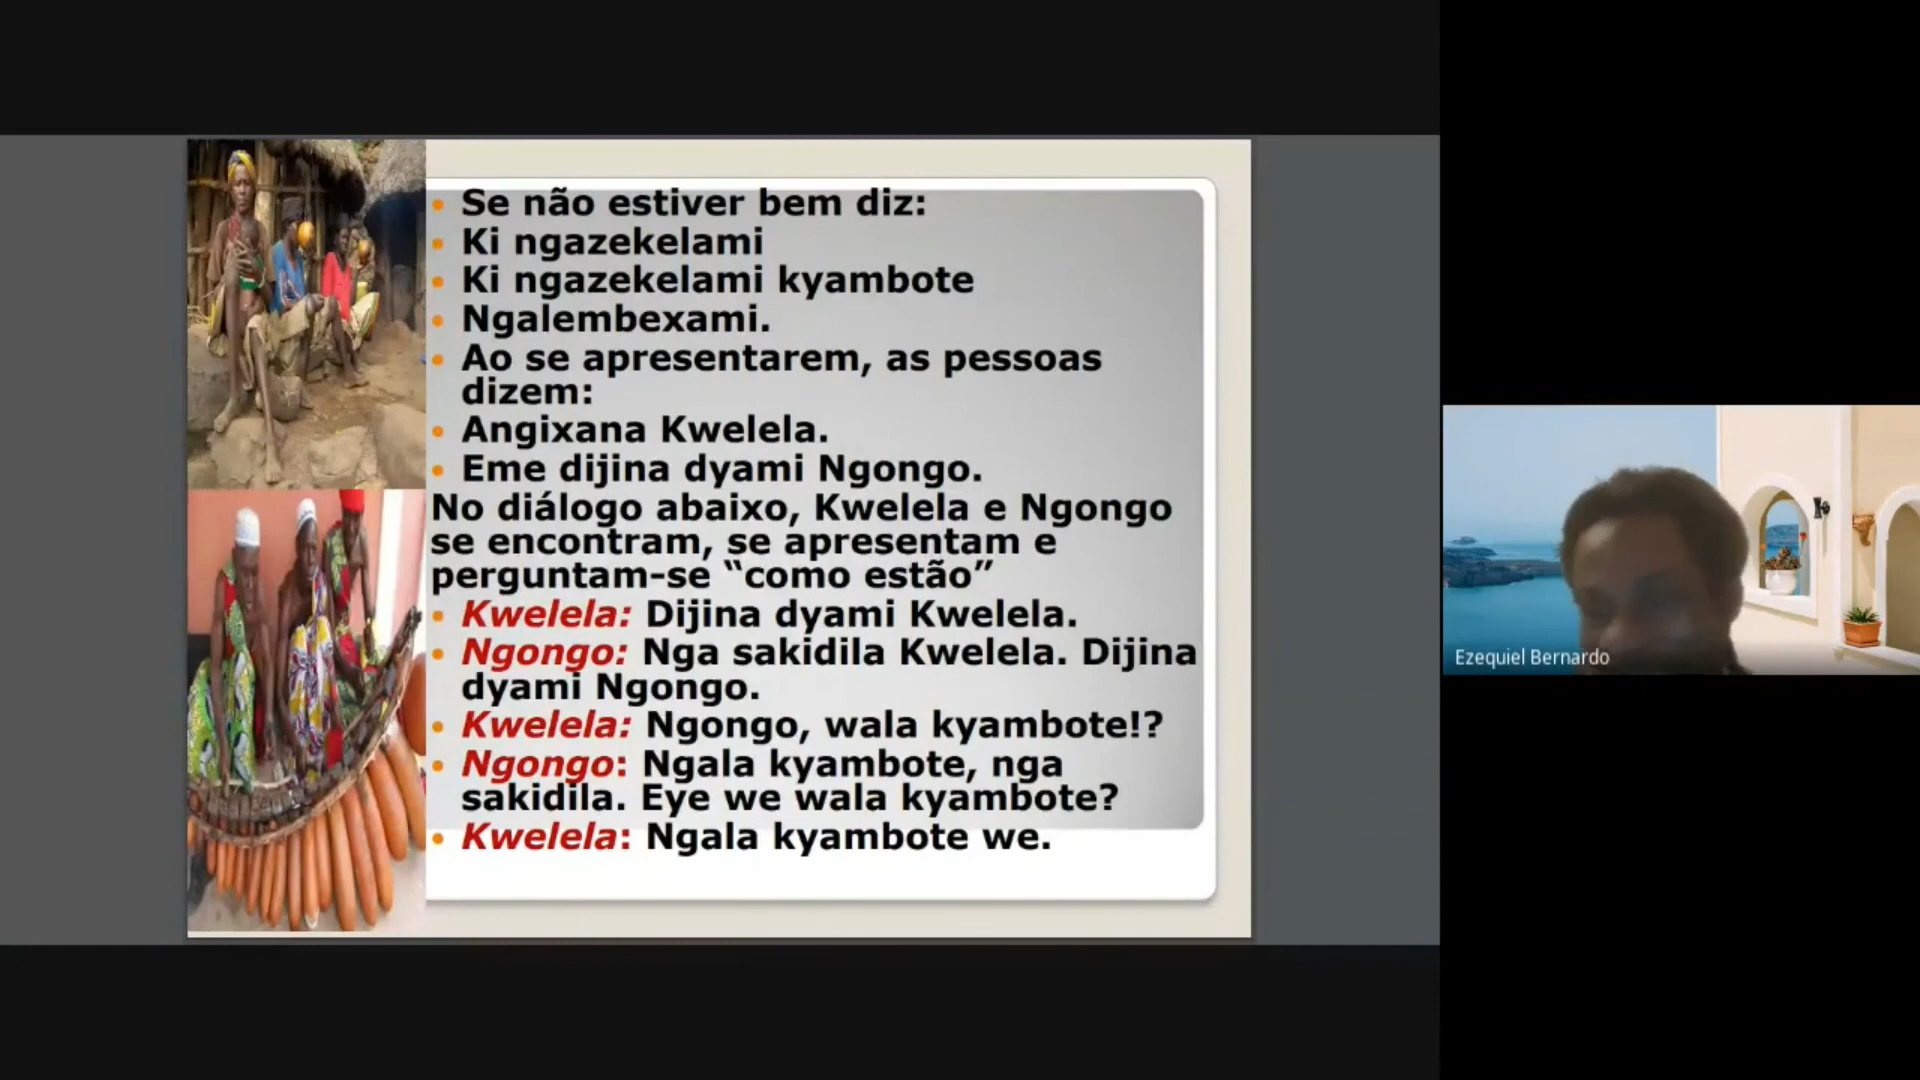 Se não estiver bem diz:
Ki ngazekelami
Ki ngazekelami kyambote
Ngalembexami.
Ao se apresentarem, as pessoas
dizem:
Angixana Kwelela.
Eme dijina dyami Ngongo.
No diálogo abaixo, Kwelela e Ngongo
se encontram, se apresentam e
perguntam-se “como estão”
Kwelela: Dijina dyami Kwelela.
Ngongo: Nga sakidila Kwelela. Dijina
dyami Ngongo.
Kwelela: Ngongo, wala kyambote!?
Ngongo: Ngala kyambote, nga
sakidila. Eye we wala kyambote?
Kwelela: Ngala kyambote we.
Ezequiel Bernardo